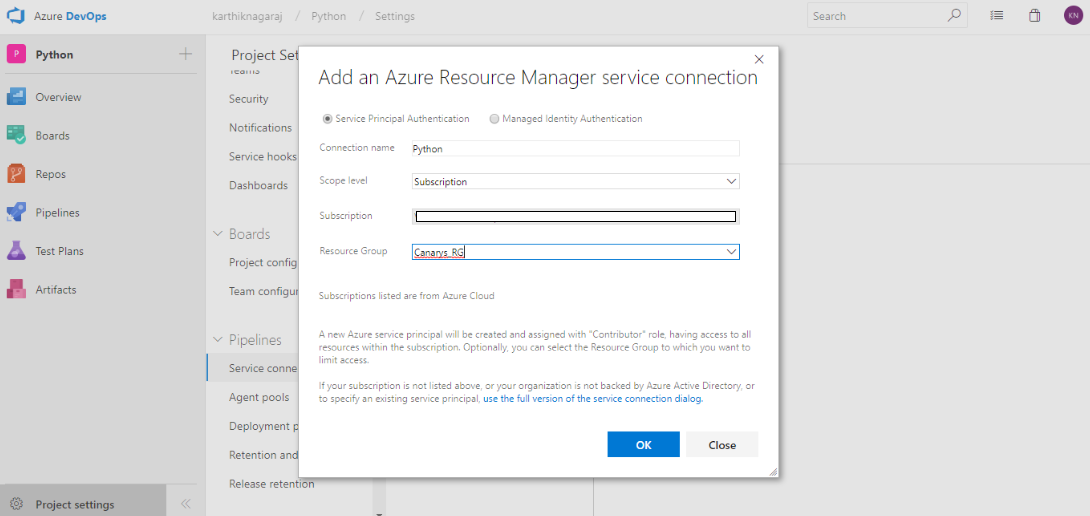 Azure DevOps
karthiknagaraj / Python / Settings
Search
KN
P Python
Overview
Boards
Repos
Pipelines
Test Plans
Artifacts
Project settings
Project Set
Teams
Security
Notifications
Service hooks
Dashboards
Boards
Project config
Team configur
Pipelines
Service conne
Agent pools
Deployment p
Retention and
Release retention
Add an Azure Resource Manager service connection
Service Principal Authentication Managed Identity Authentication
Connection name Python
Scope level Subscription
Subscription
Resource Group Canarys_RG
Subscriptions listed are from Azure Cloud
A new Azure service principal will be created and assigned with "Contributor" role, having access to all
resources within the subscription. Optionally, you can select the Resource Group to which you want to
limit access.
If your subscription is not listed above, or your organization is not backed by Azure Active Directory, or
to specify an existing service principal, use the full version of the service connection dialog.
OK Close